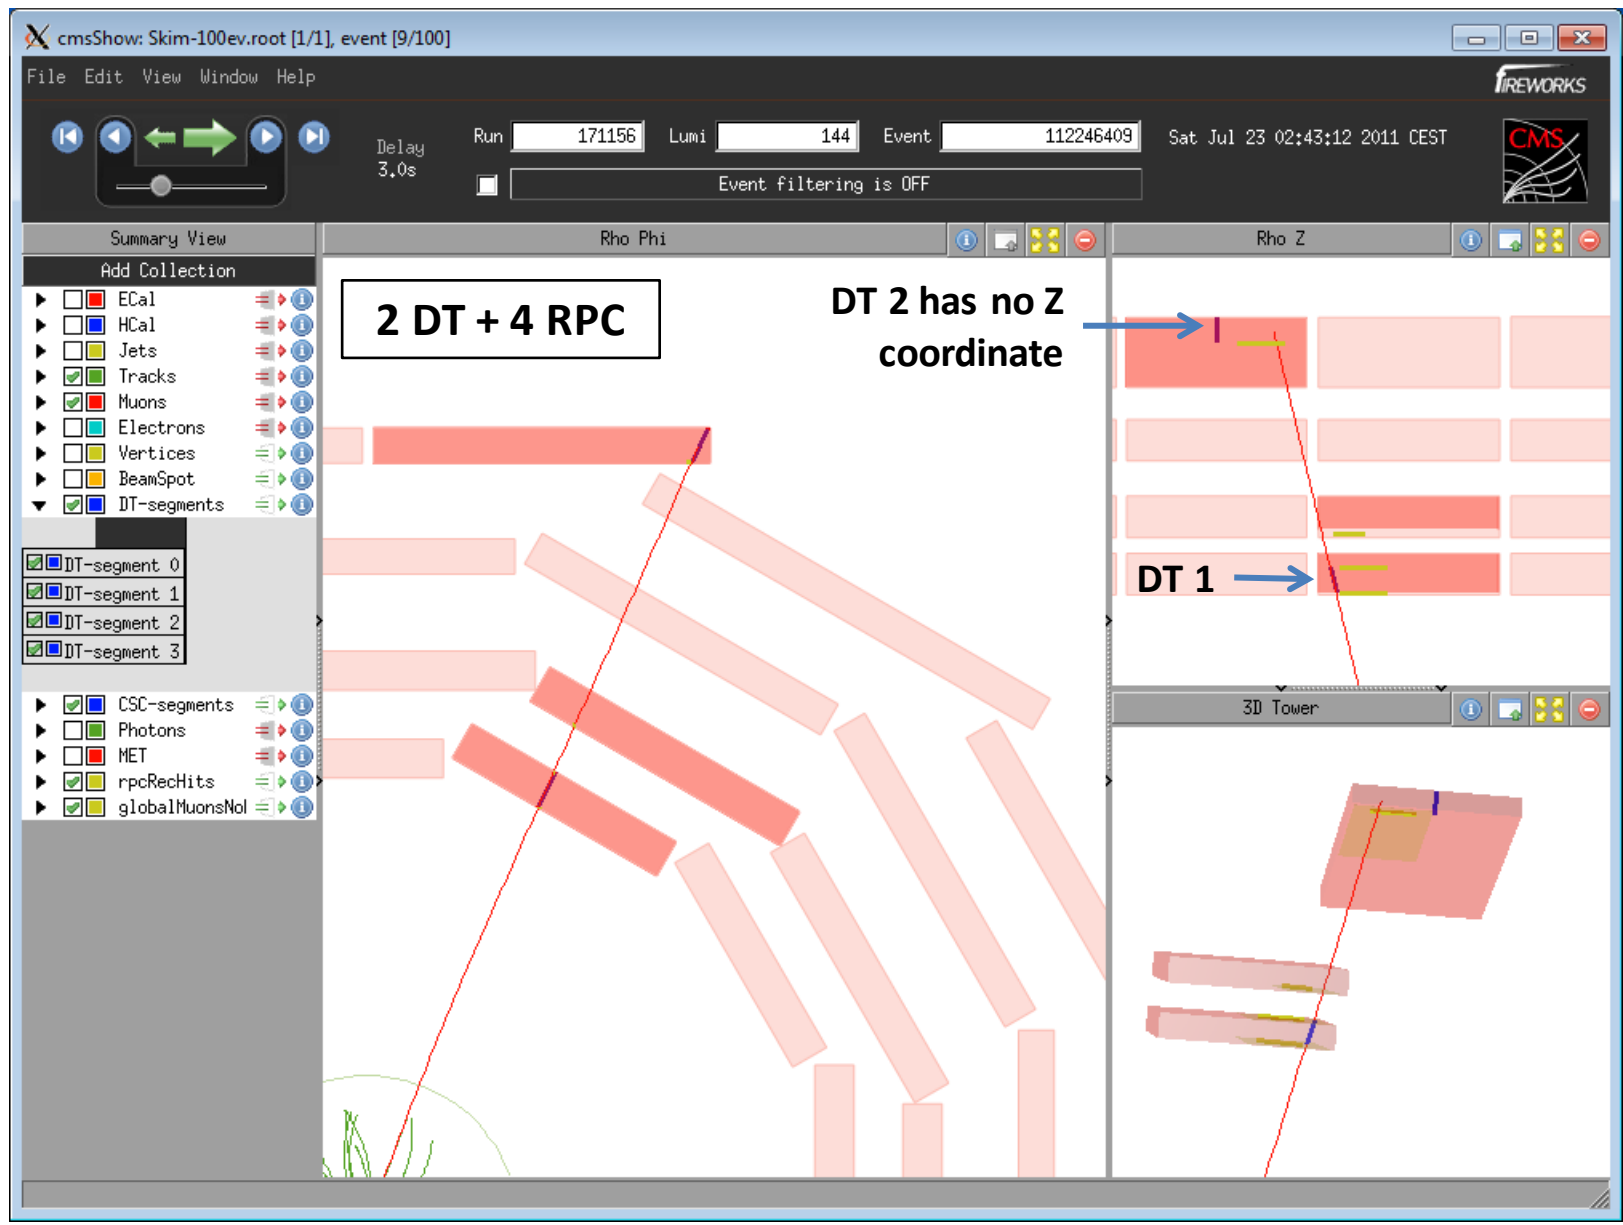 cmsShow: Skim-100ev.root [1/1], event [9/100]
File Edit View Window Help
FIREWORKS
Delay
3.0s
Run 171156 Lumi 144 Event 112246409 Sat Jul 23 02:43:12 2011 CEST
CMS
Event filtering is OFF
Summary View
Add Collection
ECal
HCal
Jets
Tracks
Muons
Electrons
Vertices
BeamSpot
DT-segments
DT-segment 0
DT-segment 1
DT-segment 2
DT-segment 3
CSC-segments
Photons
MET
rpcRecHits
globalMuonsNo
Rho Phi
2 DT + 4 RPC
DT 2 has no Z
coordinate
Rho Z
DT 1
3D Tower